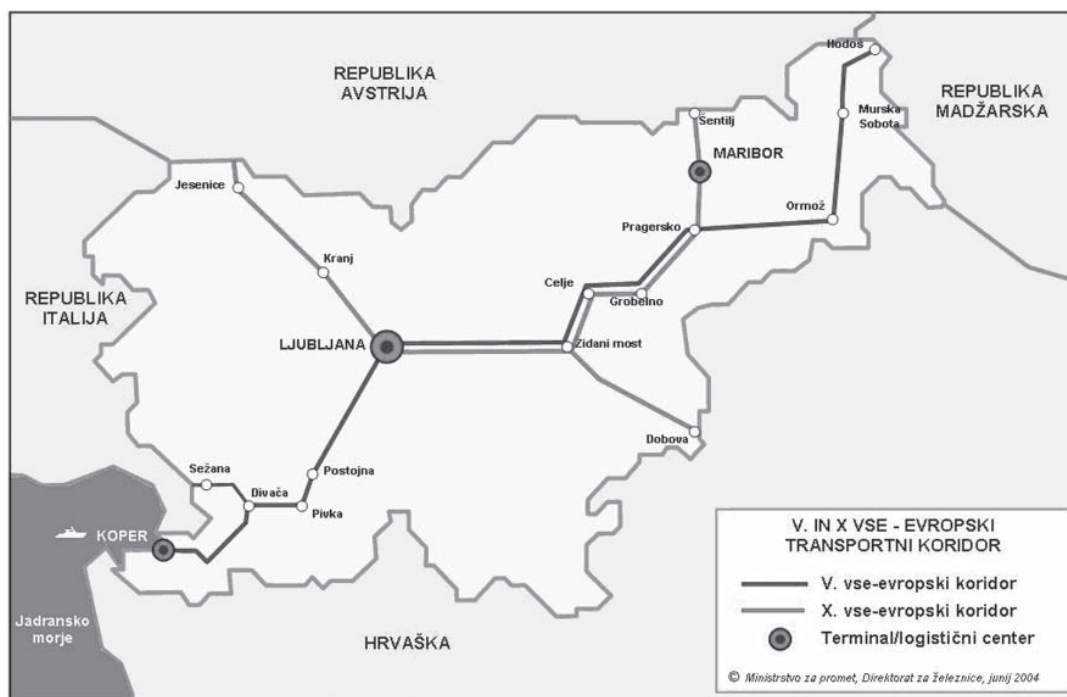 REPUBLIKA
AVSTRIJA
Hodoš
REPUBLIKA
MADŽARSKA
Šentilj
Murska
Sobota
MARIBOR
Jesenice
Ormož
Pragersko
Kranj
Celje
Grobelno
REPUBLIKA
ITALIJA
LJUBLJANA
Zidani most
Dobova
Sežana
Postojna
Divača
Pivka
KOPER
Jadransko
morje
HRVAŠKA
V. IN X VSE - EVROPSKI
TRANSPORTNI KORIDOR
V. vse-evropski koridor
X. vse-evropski koridor
Terminal/logistični center
© Ministrstvo za promet, Direktorat za železnice, junij 2004